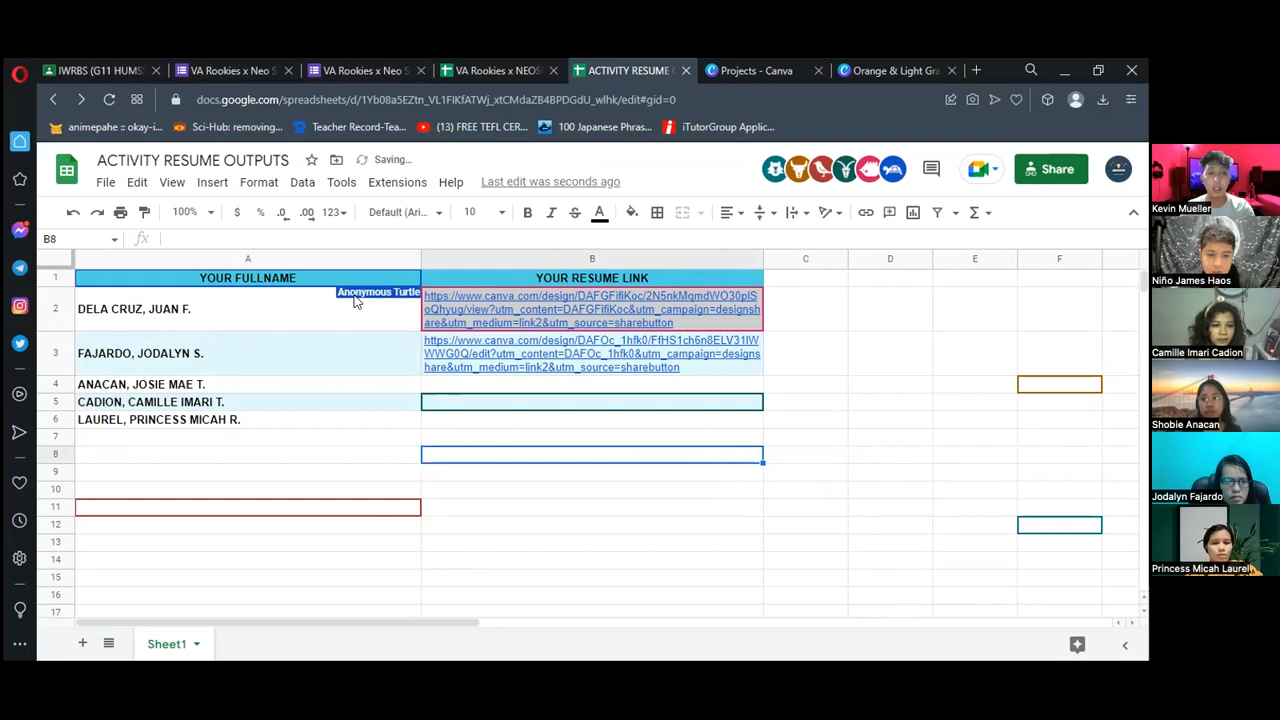 IWRBS (G11 HUMS
VA Rookies x Neo S
VA Rookies x Neo S
VA Rookies x NEOS
ACTIVITY RESUME O
Projects - Canva
Orange & Light Gra
docs.google.com/spreadsheets/d/1Yb08a5EZtn_VL1FIKfATWj_xtCMdaZB4BPDGdU_wlhk/edit#gid=0
animepahe :: okay-i...
Sci-Hub: removing...
Teacher Record-Tea...
(13) FREE TEFL CER...
100 Japanese Phras...
iTutorGroup Applic...
ACTIVITY RESUME OUTPUTS
Saving...
Share
File Edit View Insert Format Data Tools Extensions Help Last edit was seconds ago
100% $ % .0 .00 123 Default (Ari... 10 B I S A
B8 fx
A B C D E F
1 YOUR FULLNAME YOUR RESUME LINK
Anonymous Turtle
2 DELA CRUZ, JUAN F. https://www.canva.com/design/DAFGFifiKoc/2N5nkMqmdWO30plS
oQhyug/view?utm_content=DAFGFifiKoc&utm_campaign=designsh
are&utm_medium=link2&utm_source=sharebutton
3 FAJARDO, JODALYN S. https://www.canva.com/design/DAFOc_1hfk0/FfHS1ch6n8ELV31IW
WWG0Q/edit?utm_content=DAFOc_1hfk0&utm_campaign=designs
hare&utm_medium=link2&utm_source=sharebutton
4 ANACAN, JOSIE MAE T.
5 CADION, CAMILLE IMARI T.
6 LAUREL, PRINCESS MICAH R.
7
8
9
10
11
12
13
14
15
16
17
Sheet1
Kevin Mueller
Niño James Haos
Camille Imari Cadion
Shobie Anacan
Jodalyn Fajardo
Princess Micah Laurel